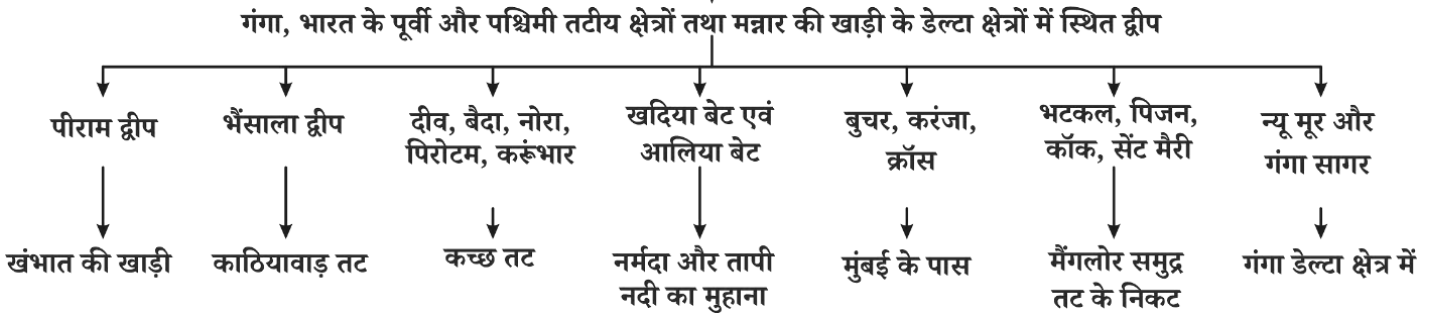 गंगा, भारत के पूर्वी और पश्चिमी तटीय क्षेत्रों तथा मन्नार की खाड़ी के डेल्टा क्षेत्रों में स्थित द्वीप
पीराम द्वीप
खंभात की खाड़ी
भैंसाला द्वीप
काठियावाड़ तट
दीव, बैदा, नोरा,
पिरोटम, करूंभार
कच्छ तट
खदिया बेट एवं
आलिया बेट
नर्मदा और तापी
नदी का मुहाना
बुचर, करंजा,
क्रॉस
मुंबई के पास
भटकल, पिजन,
कॉक, सेंट मैरी
मैंगलोर समुद्र
तट के निकट
न्यू मूर और
गंगा सागर
गंगा डेल्टा क्षेत्र में